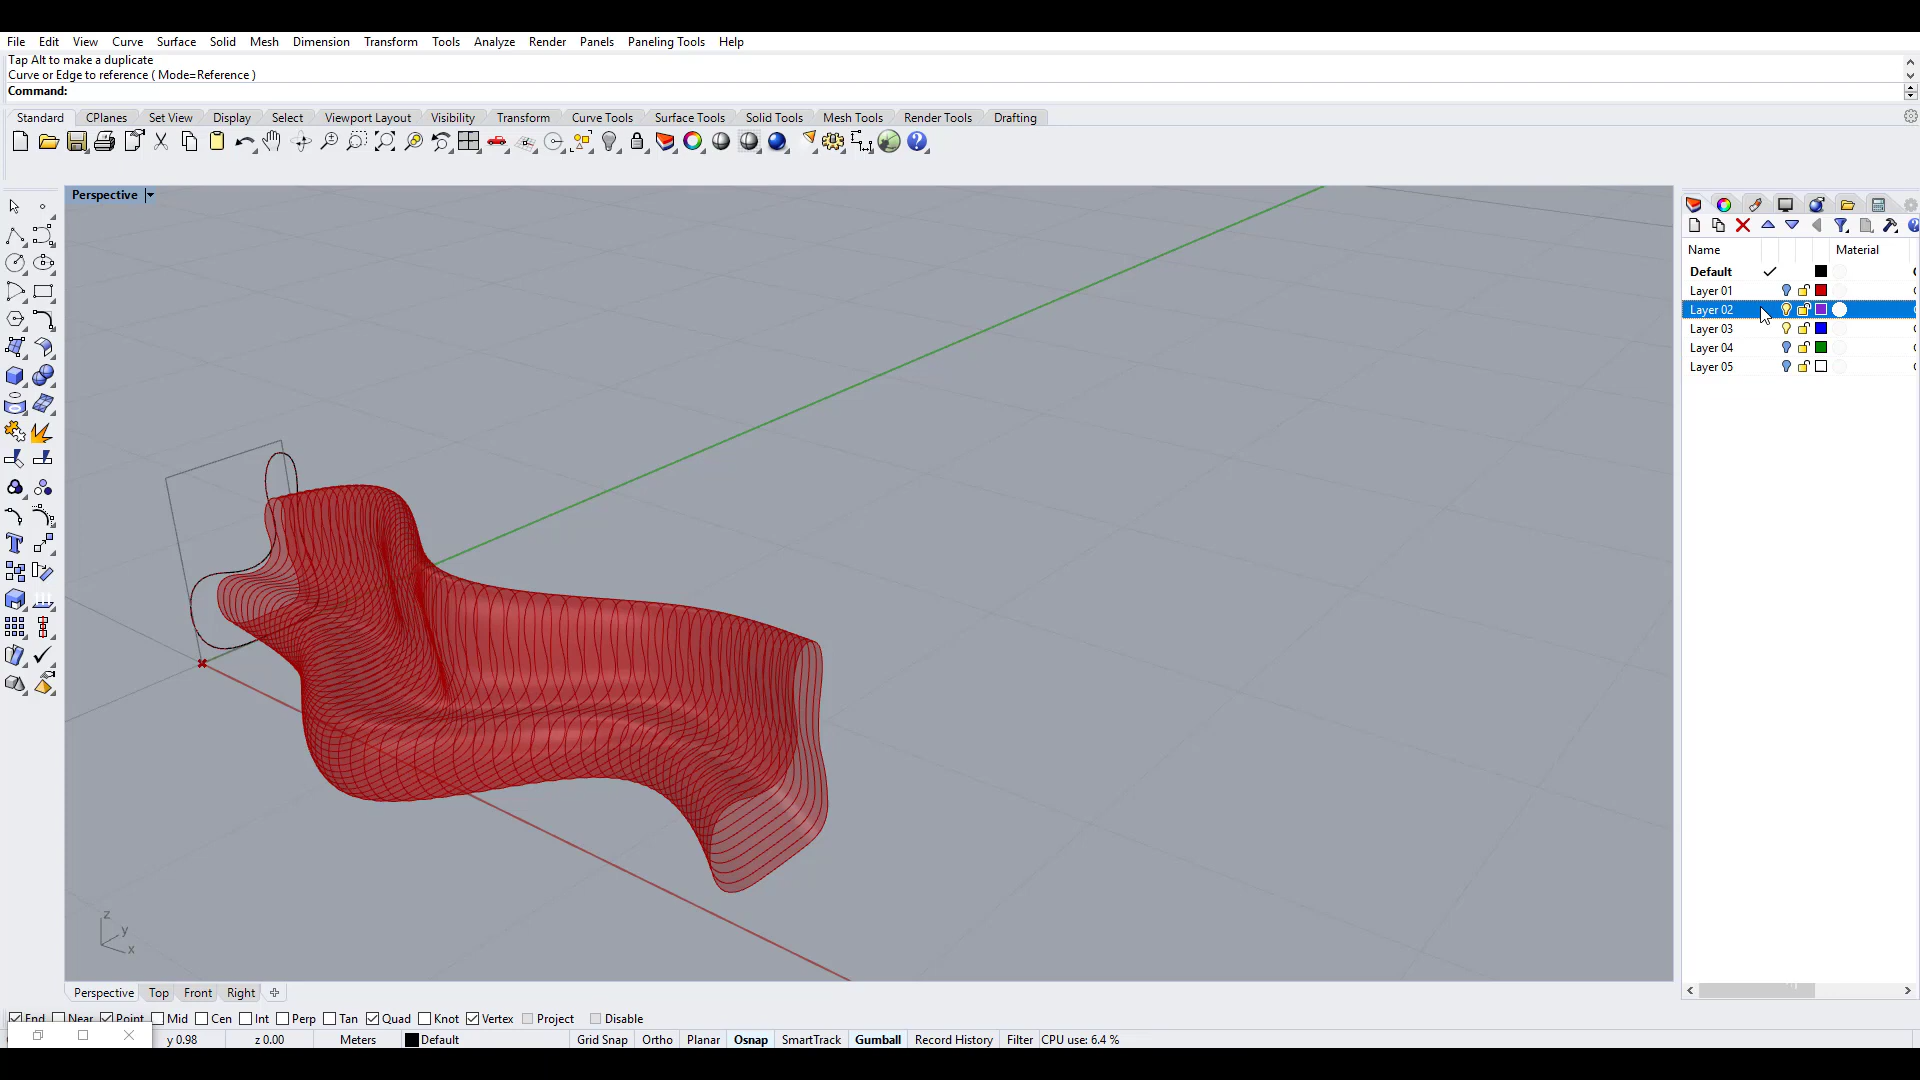 File Edit View Curve Surface Solid Mesh Dimension Transform Tools Analyze Render Panels Paneling Tools Help
Tap Alt to make a duplicate
Curve or Edge to reference ( Mode=Reference )
Command:
Standard CPlanes Set View Display Select Viewport Layout Visibility Transform Curve Tools Surface Tools Solid Tools Mesh Tools Render Tools Drafting
Perspective
Name Material
Default
Layer 01
Layer 02
Layer 03
Layer 04
Layer 05
z
y
x
Perspective Top Front Right
End Near Point Mid Cen Int Perp Tan Quad Knot Vertex Project Disable
y 0.98 z 0.00 Meters Default Grid Snap Ortho Planar Osnap SmartTrack Gumball Record History Filter CPU use: 6.4 %